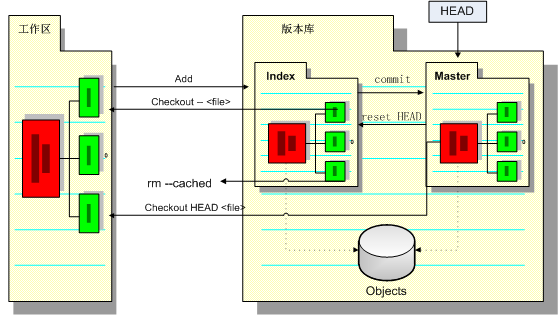 HEAD
工作区
版本库
Index
Master
Add
commit
Checkout -- <file>
reset HEAD
rm --cached
Checkout HEAD <file>
Objects